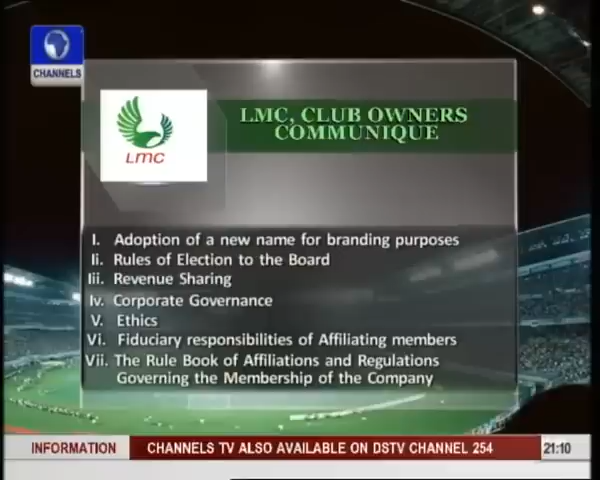 CHANNELS
LMC
LMC, CLUB OWNERS
COMMUNIQUE
I. Adoption of a new name for branding purposes
Ii. Rules of Election to the Board
Iii. Revenue Sharing
Iv. Corporate Governance
V. Ethics
Vi. Fiduciary responsibilities of Affiliating members
Vii. The Rule Book of Affiliations and Regulations
Governing the Membership of the Company
INFORMATION CHANNELS TV ALSO AVAILABLE ON DSTV CHANNEL 254 21:10